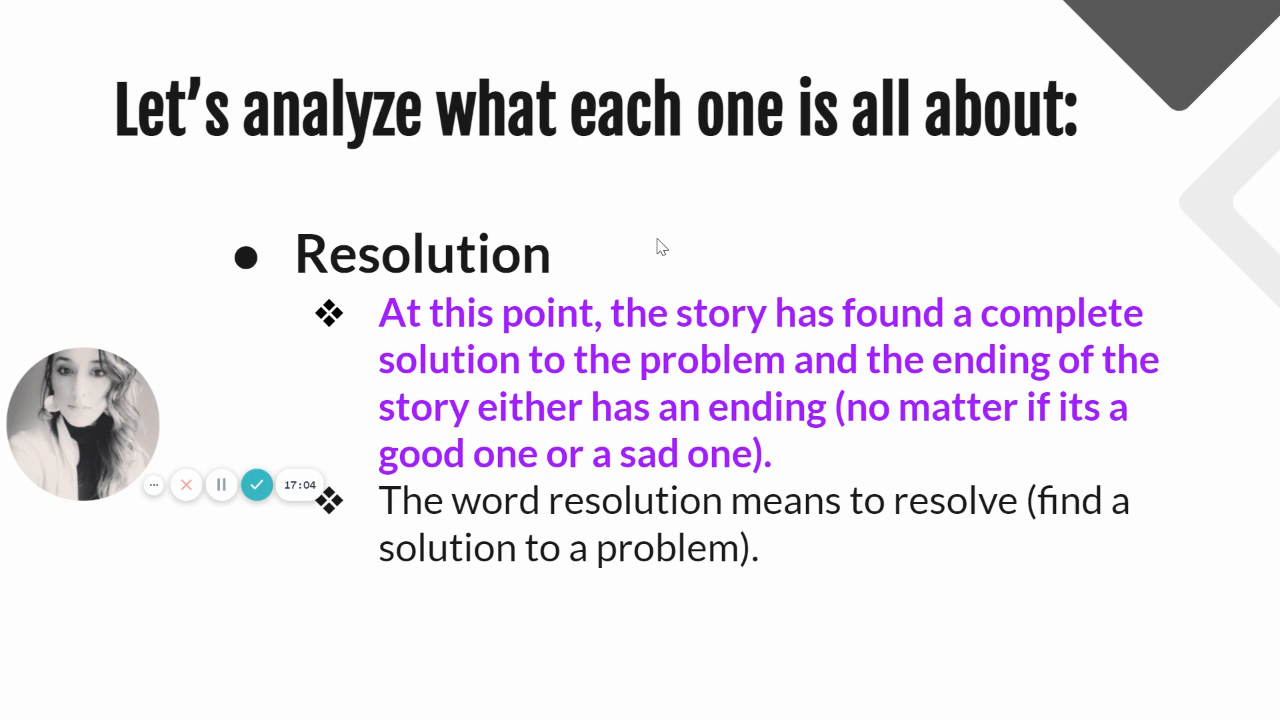 Let’s analyze what each one is all about:
● Resolution
❖ At this point, the story has found a complete
solution to the problem and the ending of the
story either has an ending (no matter if its a
good one or a sad one).
17:04
❖ The word resolution means to resolve (find a
solution to a problem).